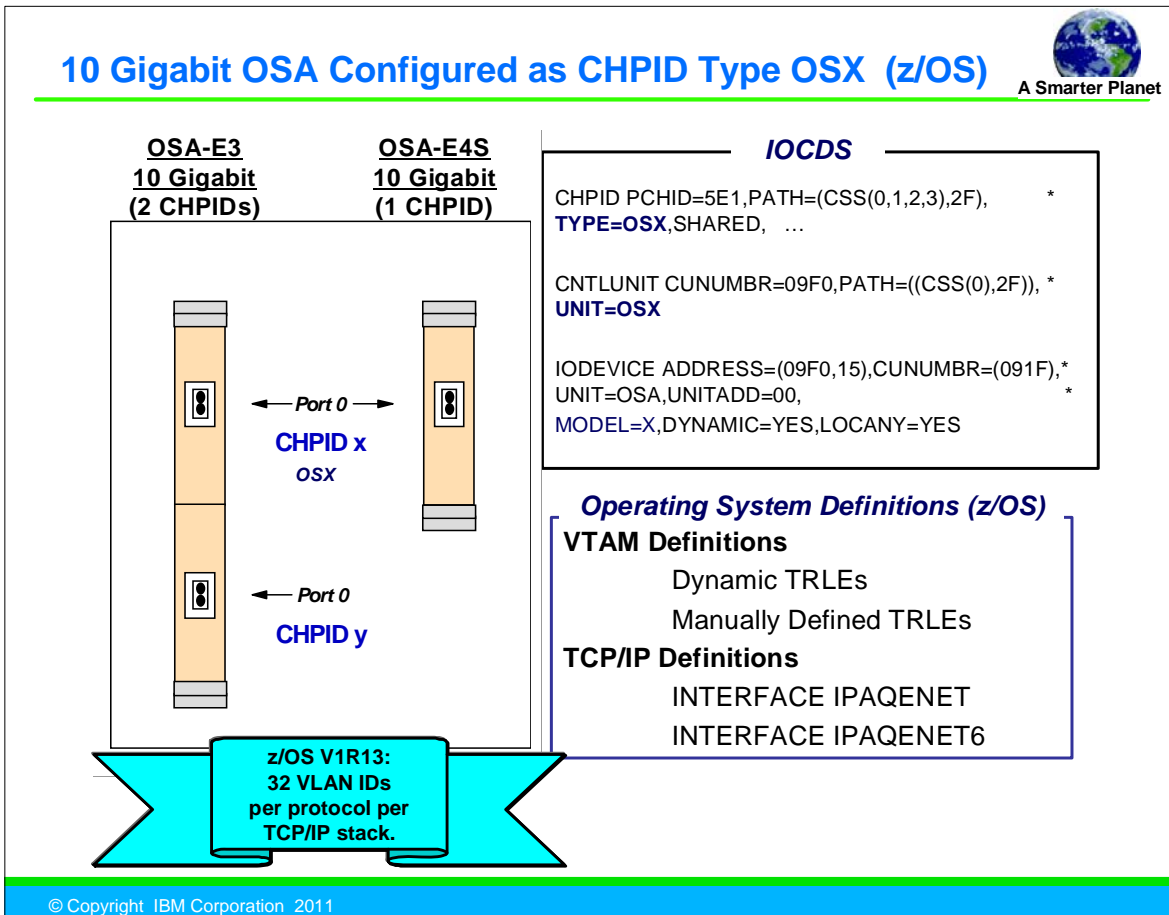 10 Gigabit OSA Configured as CHPID Type OSX (z/OS)
A Smarter Planet
OSA-E3
10 Gigabit
(2 CHPIDs)
OSA-E4S
10 Gigabit
(1 CHPID)
Port 0
CHPID x
OSX
Port 0
CHPID y
z/OS V1R13:
32 VLAN IDs
per protocol per
TCP/IP stack.
IOCDS
CHPID PCHID=5E1,PATH=(CSS(0,1,2,3),2F), *
TYPE=OSX,SHARED, …
CNTLUNIT CUNUMBR=09F0,PATH=((CSS(0),2F)), *
UNIT=OSX
IODEVICE ADDRESS=(09F0,15),CUNUMBR=(091F),*
UNIT=OSA,UNITADD=00, *
MODEL=X,DYNAMIC=YES,LOCANY=YES
Operating System Definitions (z/OS)
VTAM Definitions
Dynamic TRLEs
Manually Defined TRLEs
TCP/IP Definitions
INTERFACE IPAQENET
INTERFACE IPAQENET6
© Copyright IBM Corporation 2011